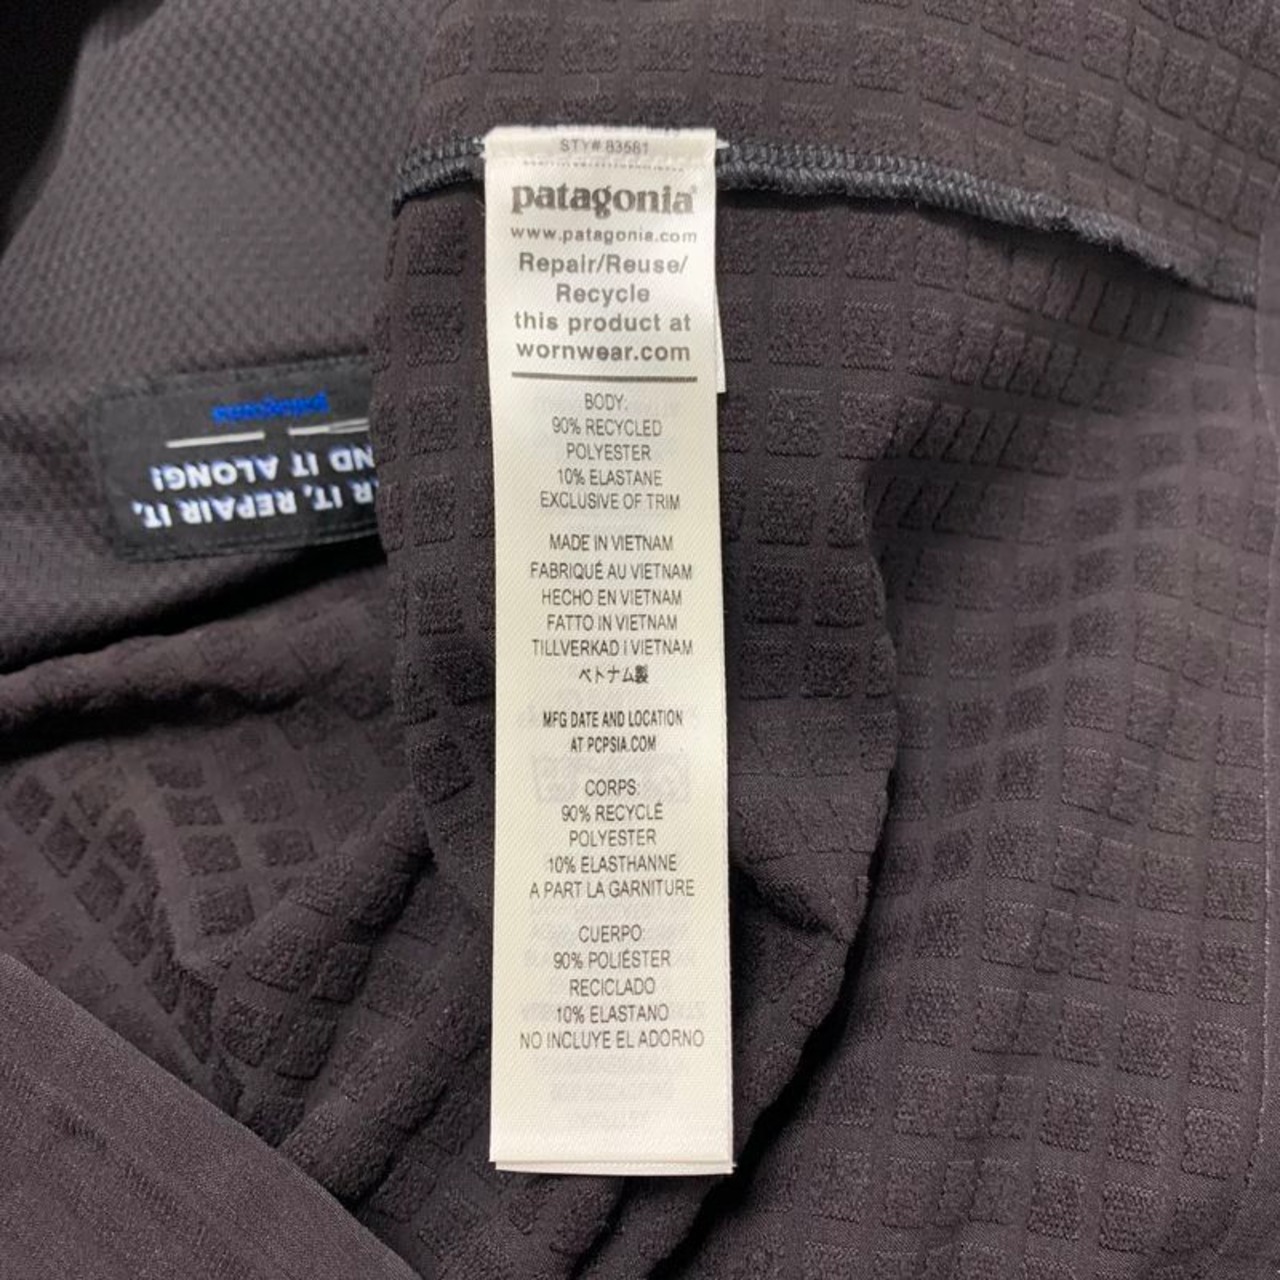 STY# 83581
patagonia®
www.patagonia.com
Repair/Reuse/
Recycle
this product at
wornwear.com
BODY:
90% RECYCLED
POLYESTER
10% ELASTANE
EXCLUSIVE OF TRIM
MADE IN VIETNAM
FABRIQUÉ AU VIETNAM
HECHO EN VIETNAM
FATTO IN VIETNAM
TILLVERKAD I VIETNAM
ベトナム製
MFG DATE AND LOCATION
AT PCPSIA.COM
CORPS:
90% RECYCLÉ
POLYESTER
10% ELASTHANNE
A PART LA GARNITURE
CUERPO:
90% POLIÉSTER
RECICLADO
10% ELASTANO
NO INCLUYE EL ADORNO
IT, REPAIR IT,
IT ALONG!
patagonia